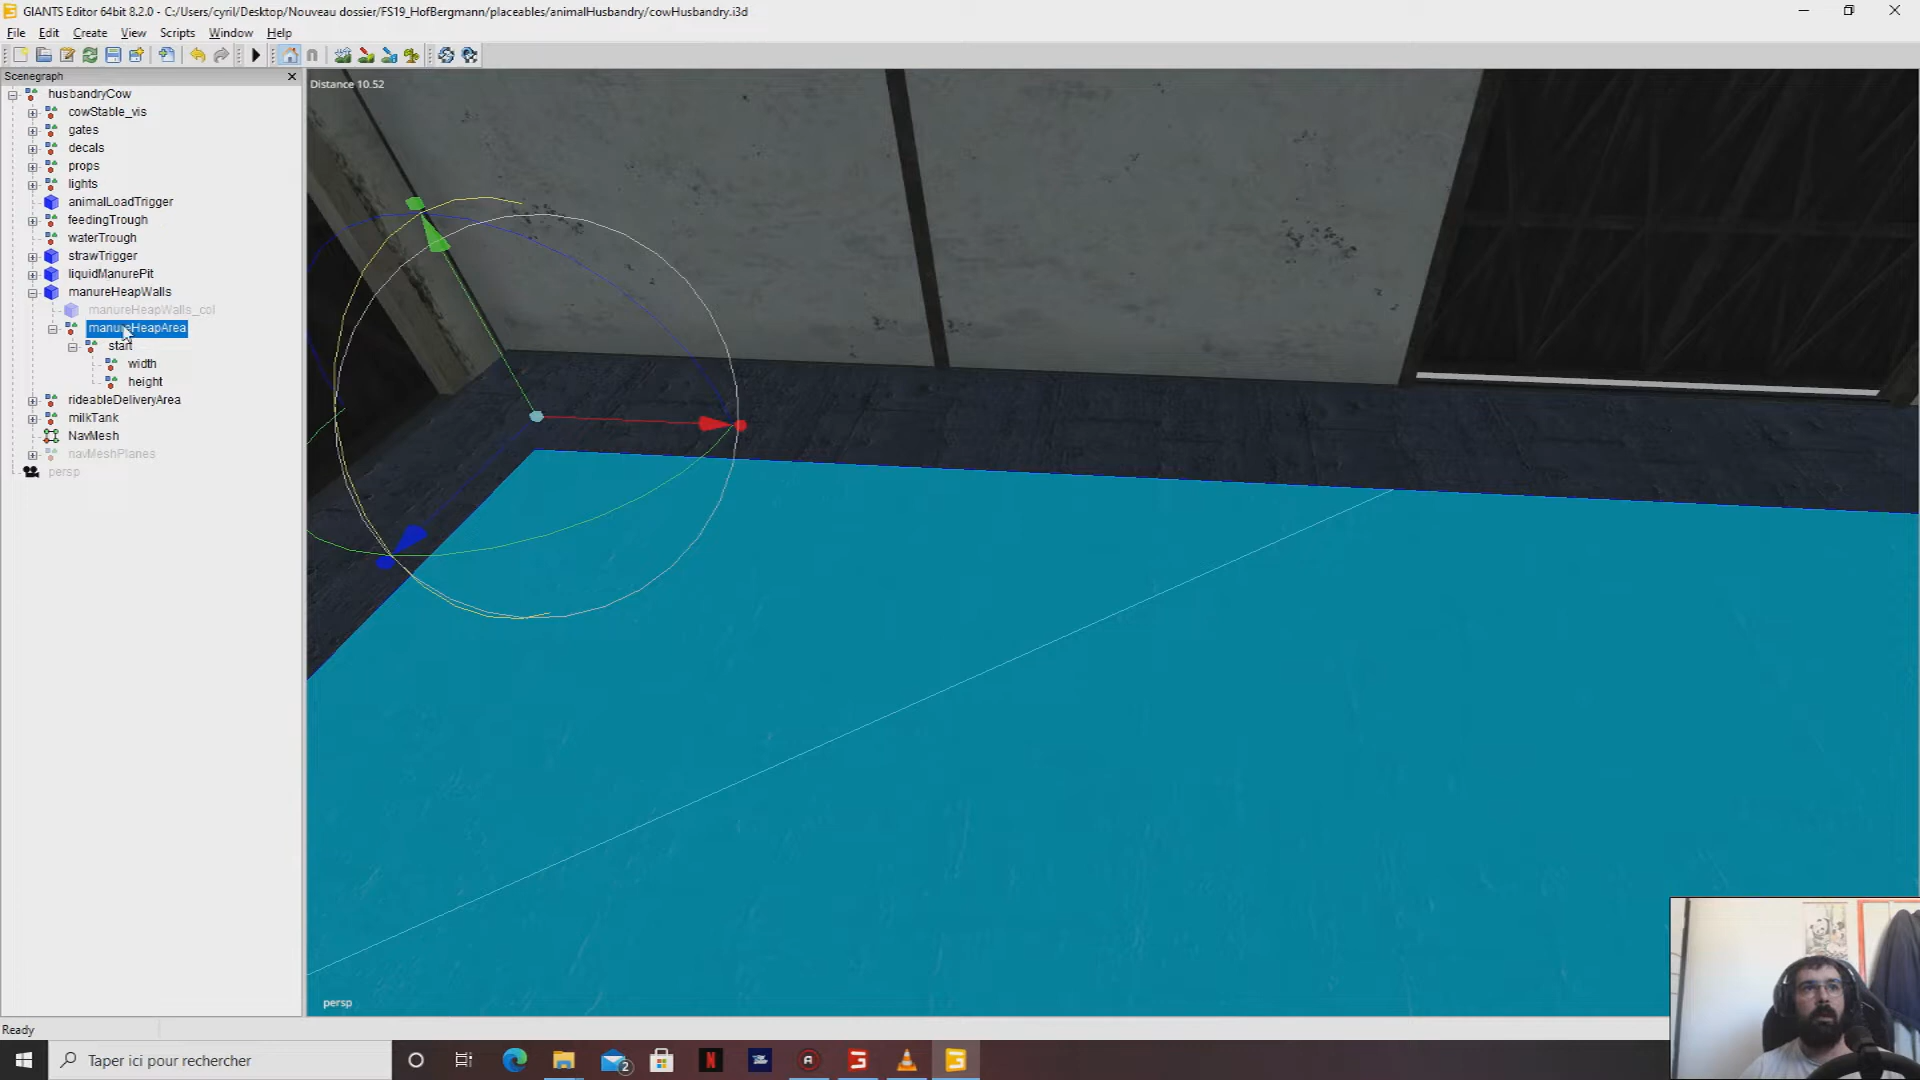 GIANTS Editor 64bit 8.2.0 - C:/Users/cyril/Desktop/Nouveau dossier/FS19_HofBergmann/placeables/animalHusbandry/cowHusbandry.i3d
File Edit Create View Scripts Window Help
Scenegraph
Distance 10.52
husbandryCow
cowStable_vis
gates
decals
props
lights
animalLoadTrigger
feedingTrough
waterTrough
strawTrigger
liquidManurePit
manureHeapWalls
manureHeapWalls_col
manureHeapArea
start
width
height
rideableDeliveryArea
milkTank
NavMesh
navMeshPlanes
persp
persp
Ready
Taper ici pour rechercher
2